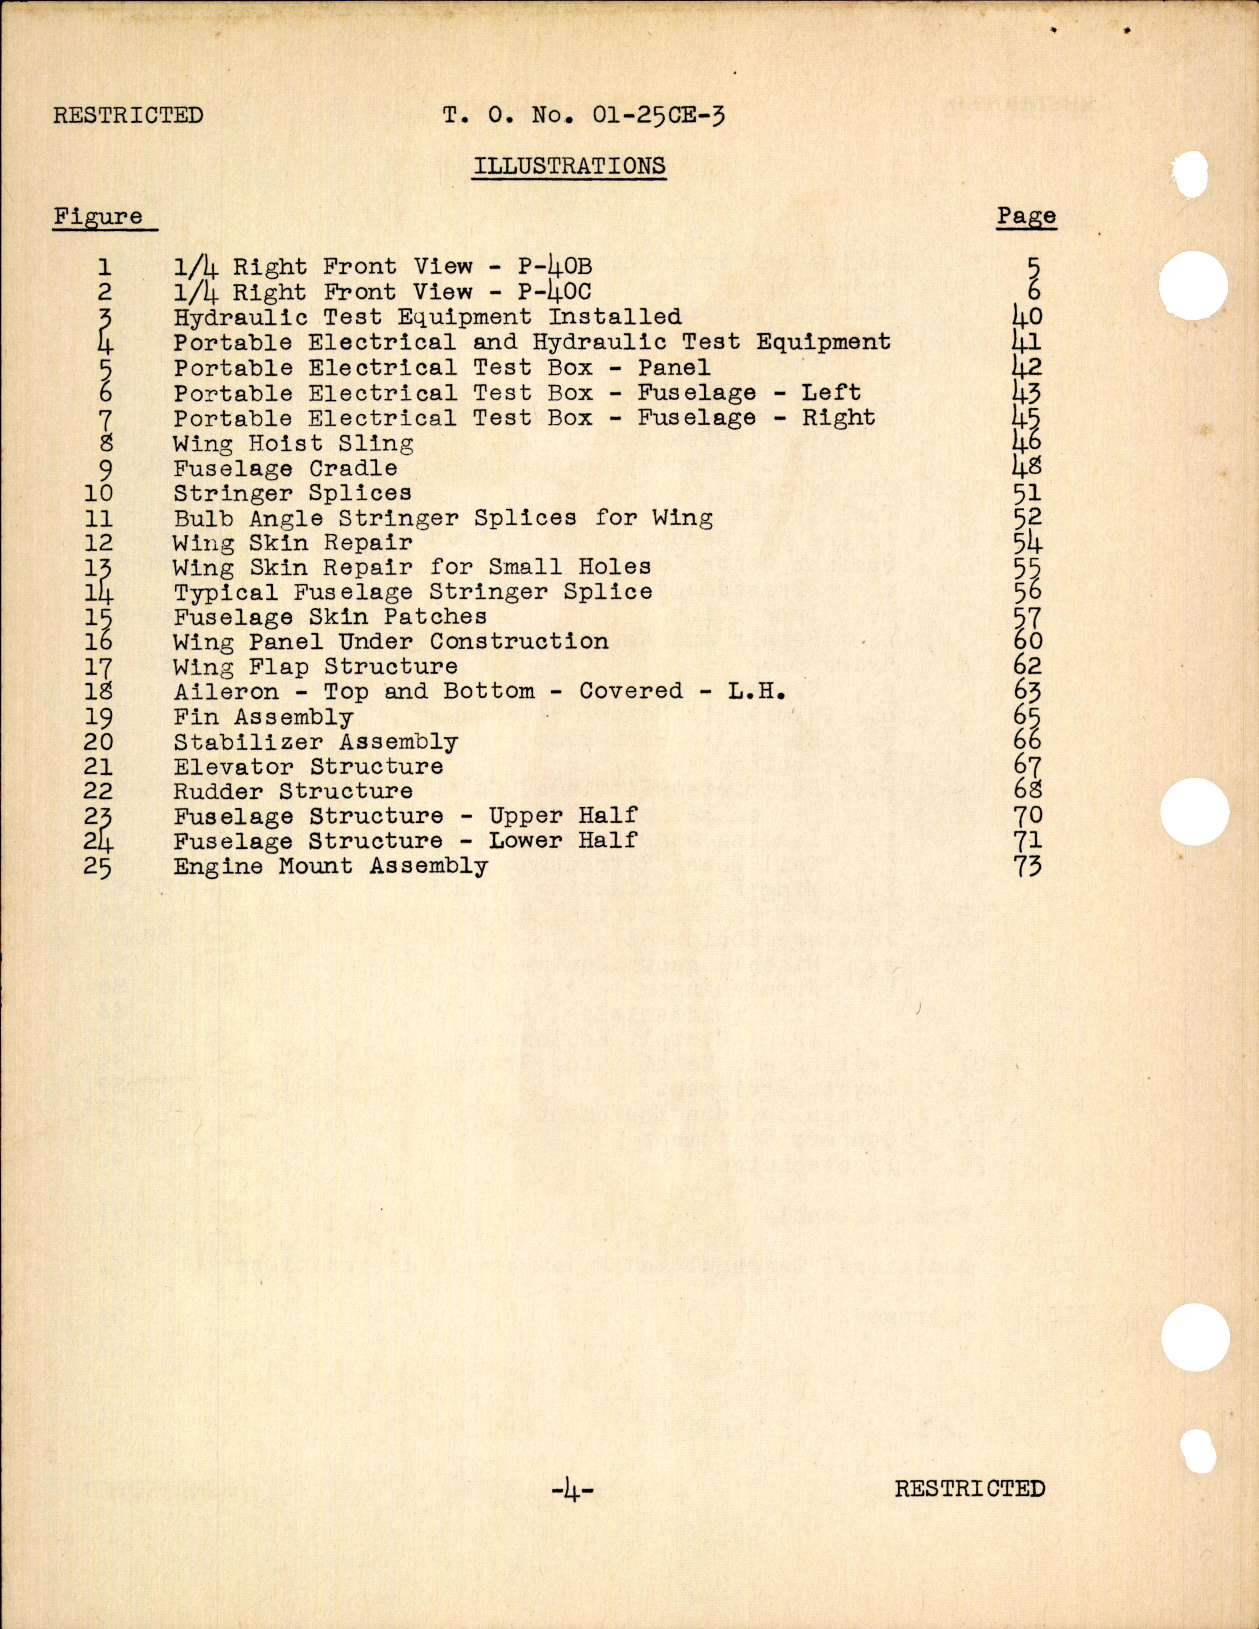 RESTRICTED T. O. No. 01-25CE-3
ILLUSTRATIONS
Figure Page
1 1/4 Right Front View - P-40B 5
2 1/4 Right Front View - P-40C 6
3 Hydraulic Test Equipment Installed 40
4 Portable Electrical and Hydraulic Test Equipment 41
5 Portable Electrical Test Box - Panel 42
6 Portable Electrical Test Box - Fuselage - Left 43
7 Portable Electrical Test Box - Fuselage - Right 45
8 Wing Hoist Sling 46
9 Fuselage Cradle 48
10 Stringer Splices 51
11 Bulb Angle Stringer Splices for Wing 52
12 Wing Skin Repair 54
13 Wing Skin Repair for Small Holes 55
14 Typical Fuselage Stringer Splice 56
15 Fuselage Skin Patches 57
16 Wing Panel Under Construction 60
17 Wing Flap Structure 62
18 Aileron - Top and Bottom - Covered - L.H. 63
19 Fin Assembly 65
20 Stabilizer Assembly 66
21 Elevator Structure 67
22 Rudder Structure 68
23 Fuselage Structure - Upper Half 70
24 Fuselage Structure - Lower Half 71
25 Engine Mount Assembly 73
-4- RESTRICTED